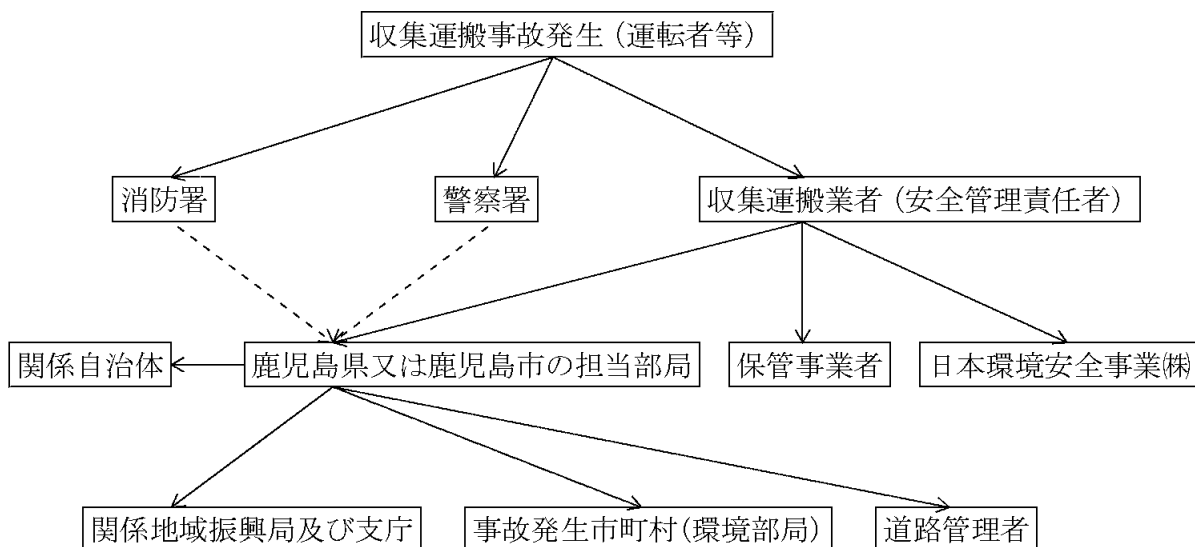 収集運搬事故発生（運転者等）
消防署
警察署
収集運搬業者（安全管理責任者）
関係自治体
鹿児島県又は鹿児島市の担当部局
保管事業者
日本環境安全事業㈱
関係地域振興局及び支庁
事故発生市町村（環境部局）
道路管理者